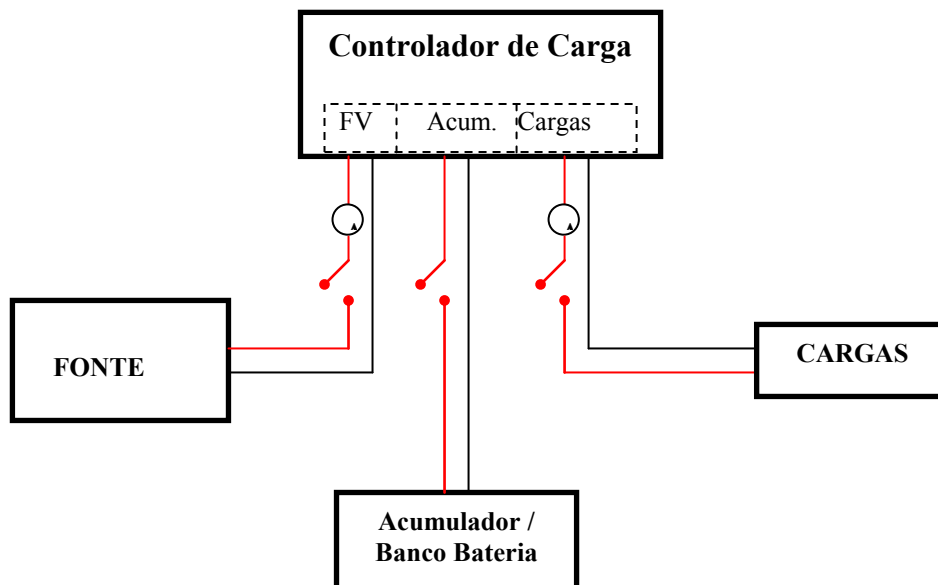 Controlador de Carga
FV Acum. Cargas
FONTE
CARGAS
Acumulador /
Banco Bateria